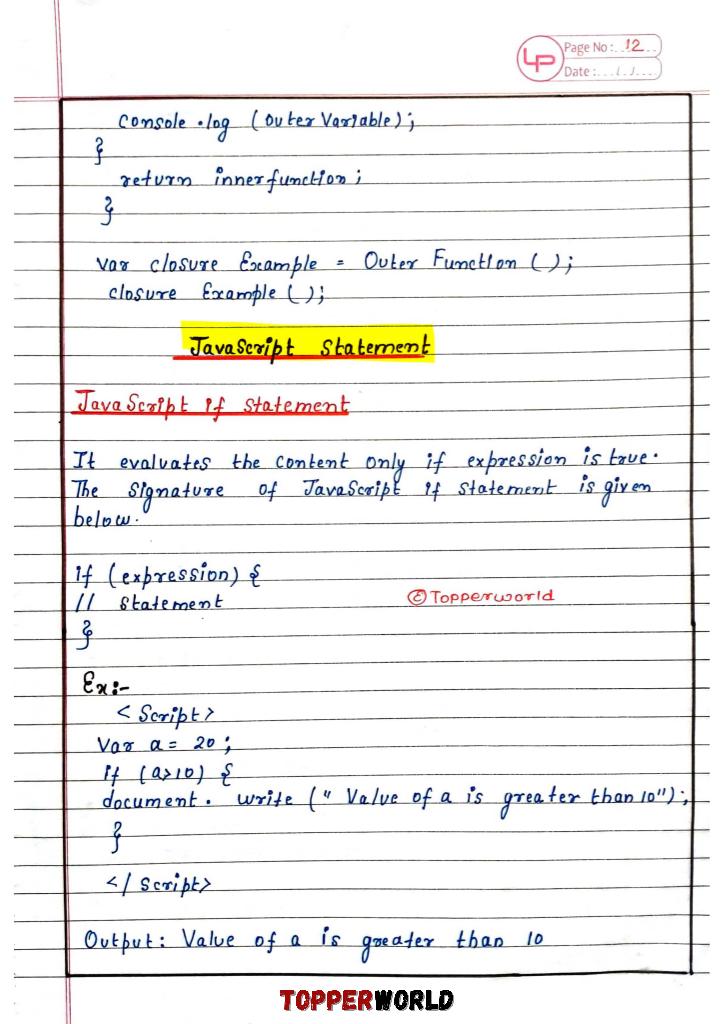 LP
Page No : 12
Date : ...(.)....
Console .log (OuterVariable);
}
return innerfunction;
}
var closure Example = Outer Function ();
closure Example ();
JavaScript Statement
JavaScript if statement
It evaluates the content only if expression is true.
The Signature of JavaScript if Statement is given
below.
if (expression) {
// Statement
© Topperworld
}
Ex:-
< Script>
Var a = 20 ;
if (a>10) {
document. write (" Value of a is greater than 10");
}
</ Script>
Output: Value of a is greater than 10
TOPPERWORLD